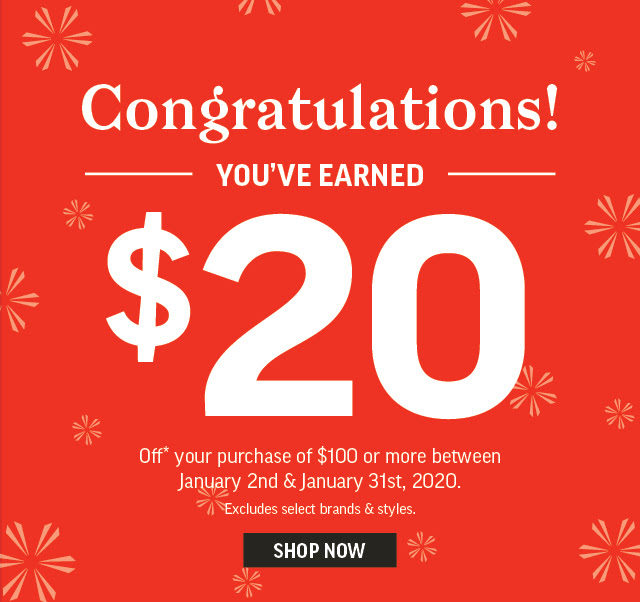 Congratulations!
YOU'VE EARNED
$20
Off* your purchase of $100 or more between
January 2nd & January 31st, 2020.
Excludes select brands & styles.
SHOP NOW